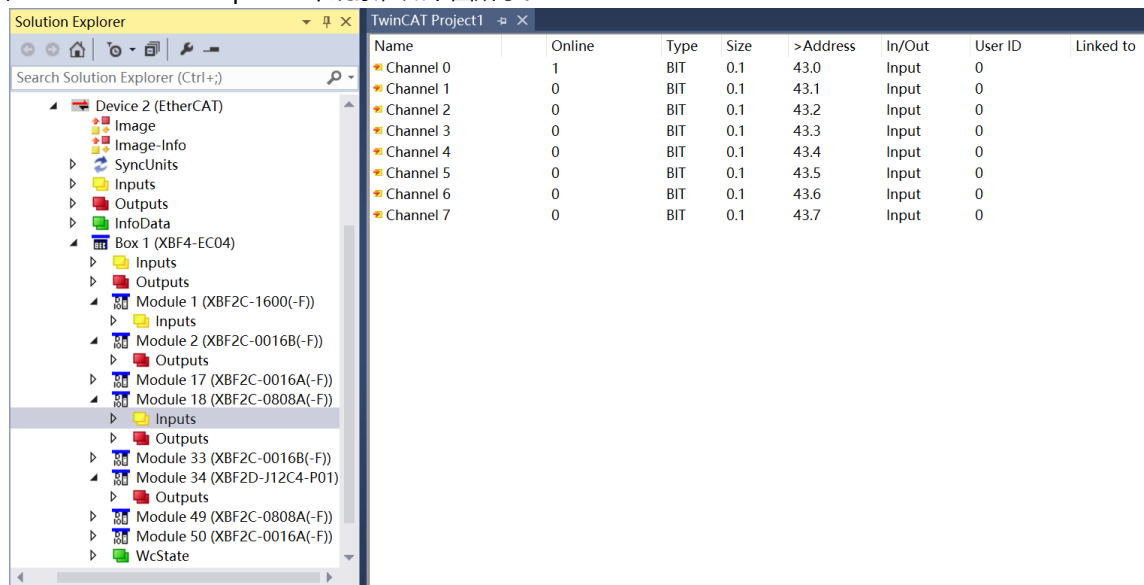 Solution Explorer
Search Solution Explorer (Ctrl+;)
Device 2 (EtherCAT)
Image
Image-Info
SyncUnits
Inputs
Outputs
InfoData
Box 1 (XBF4-EC04)
Inputs
Outputs
Module 1 (XBF2C-1600(-F))
Inputs
Module 2 (XBF2C-0016B(-F))
Outputs
Module 17 (XBF2C-0016A(-F))
Module 18 (XBF2C-0808A(-F))
Inputs
Outputs
Module 33 (XBF2C-0016B(-F))
Module 34 (XBF2D-J12C4-P01)
Outputs
Module 49 (XBF2C-0808A(-F))
Module 50 (XBF2C-0016A(-F))
WcState
TwinCAT Project1
Name Online Type Size >Address In/Out User ID Linked to
Channel 0 1 BIT 0.1 43.0 Input 0
Channel 1 0 BIT 0.1 43.1 Input 0
Channel 2 0 BIT 0.1 43.2 Input 0
Channel 3 0 BIT 0.1 43.3 Input 0
Channel 4 0 BIT 0.1 43.4 Input 0
Channel 5 0 BIT 0.1 43.5 Input 0
Channel 6 0 BIT 0.1 43.6 Input 0
Channel 7 0 BIT 0.1 43.7 Input 0